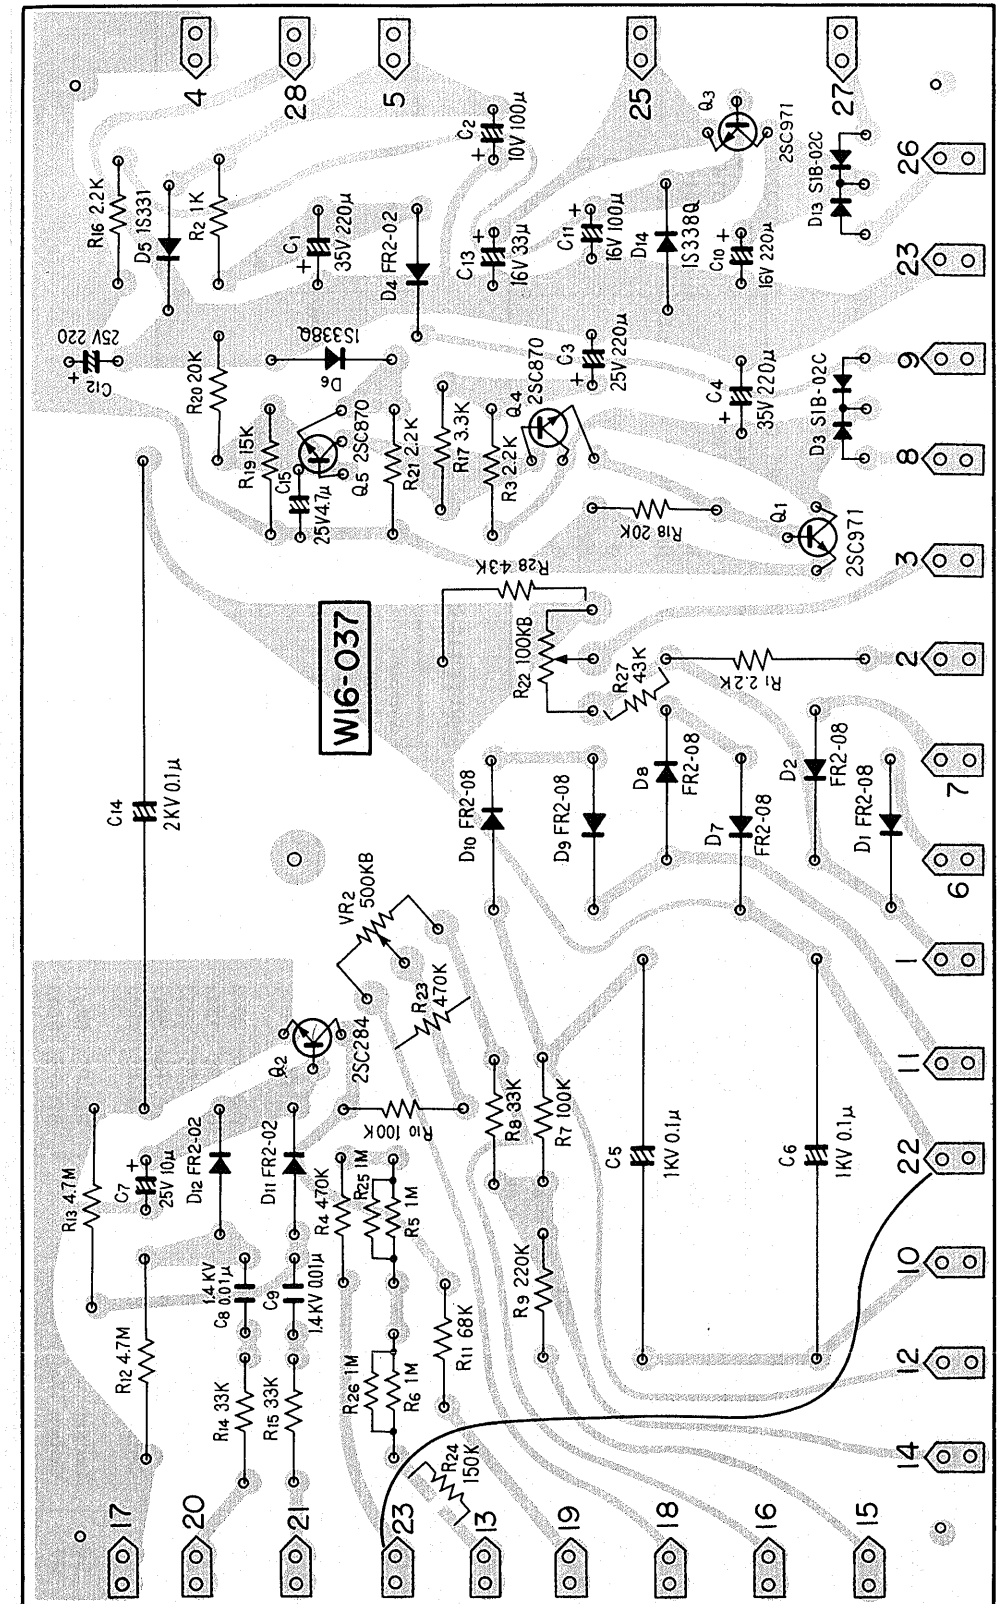 4
28
5
25
27
Q3
2SC971
C2
+
10V 100µ
R16 2.2K
D5 1S331
R2 1K
C1
+
35V 220µ
D4 FR2-02
C13
+
16V 33µ
C11
+
16V 100µ
D14
1S338Q
C10
+
16V 220µ
D13 S1B-02C
26
23
C12
+
25V 220
R20 20K
1S338Q
D6
R19 15K
C15
25V4.7µ
Q5
2SC870
R21 2.2K
R17 3.3K
R3 2.2K
Q4
2SC870
C3
+
25V 220µ
C4
+
35V 220µ
D3 S1B-02C
9
8
R18 20K
Q1
2SC971
3
R28 43K
W16-037
R22 100KB
R27
43K
R1 2.2K
2
C14
2KV 0.1µ
D10 FR2-08
D9 FR2-08
D8
FR2-08
D7
FR2-08
D2
FR2-08
D1 FR2-08
7
6
VR2
500KB
R23
470K
Q2
2SC284
1
11
R10 100K
R8 33K
R7 100K
C5
1KV 0.1µ
C6
1KV 0.1µ
22
R13 4.7M
C7
+
25V 10µ
D12 FR2-02
D11 FR2-02
R4 470K
R25 1M
R5 1M
1.4KV
C8 0.01µ
C9
1.4KV 0.01µ
R9 220K
10
R12 4.7M
R14 33K
R15 33K
R26 1M
R6 1M
R11 68K
12
R24
150K
14
17
20
21
23
13
19
18
16
15